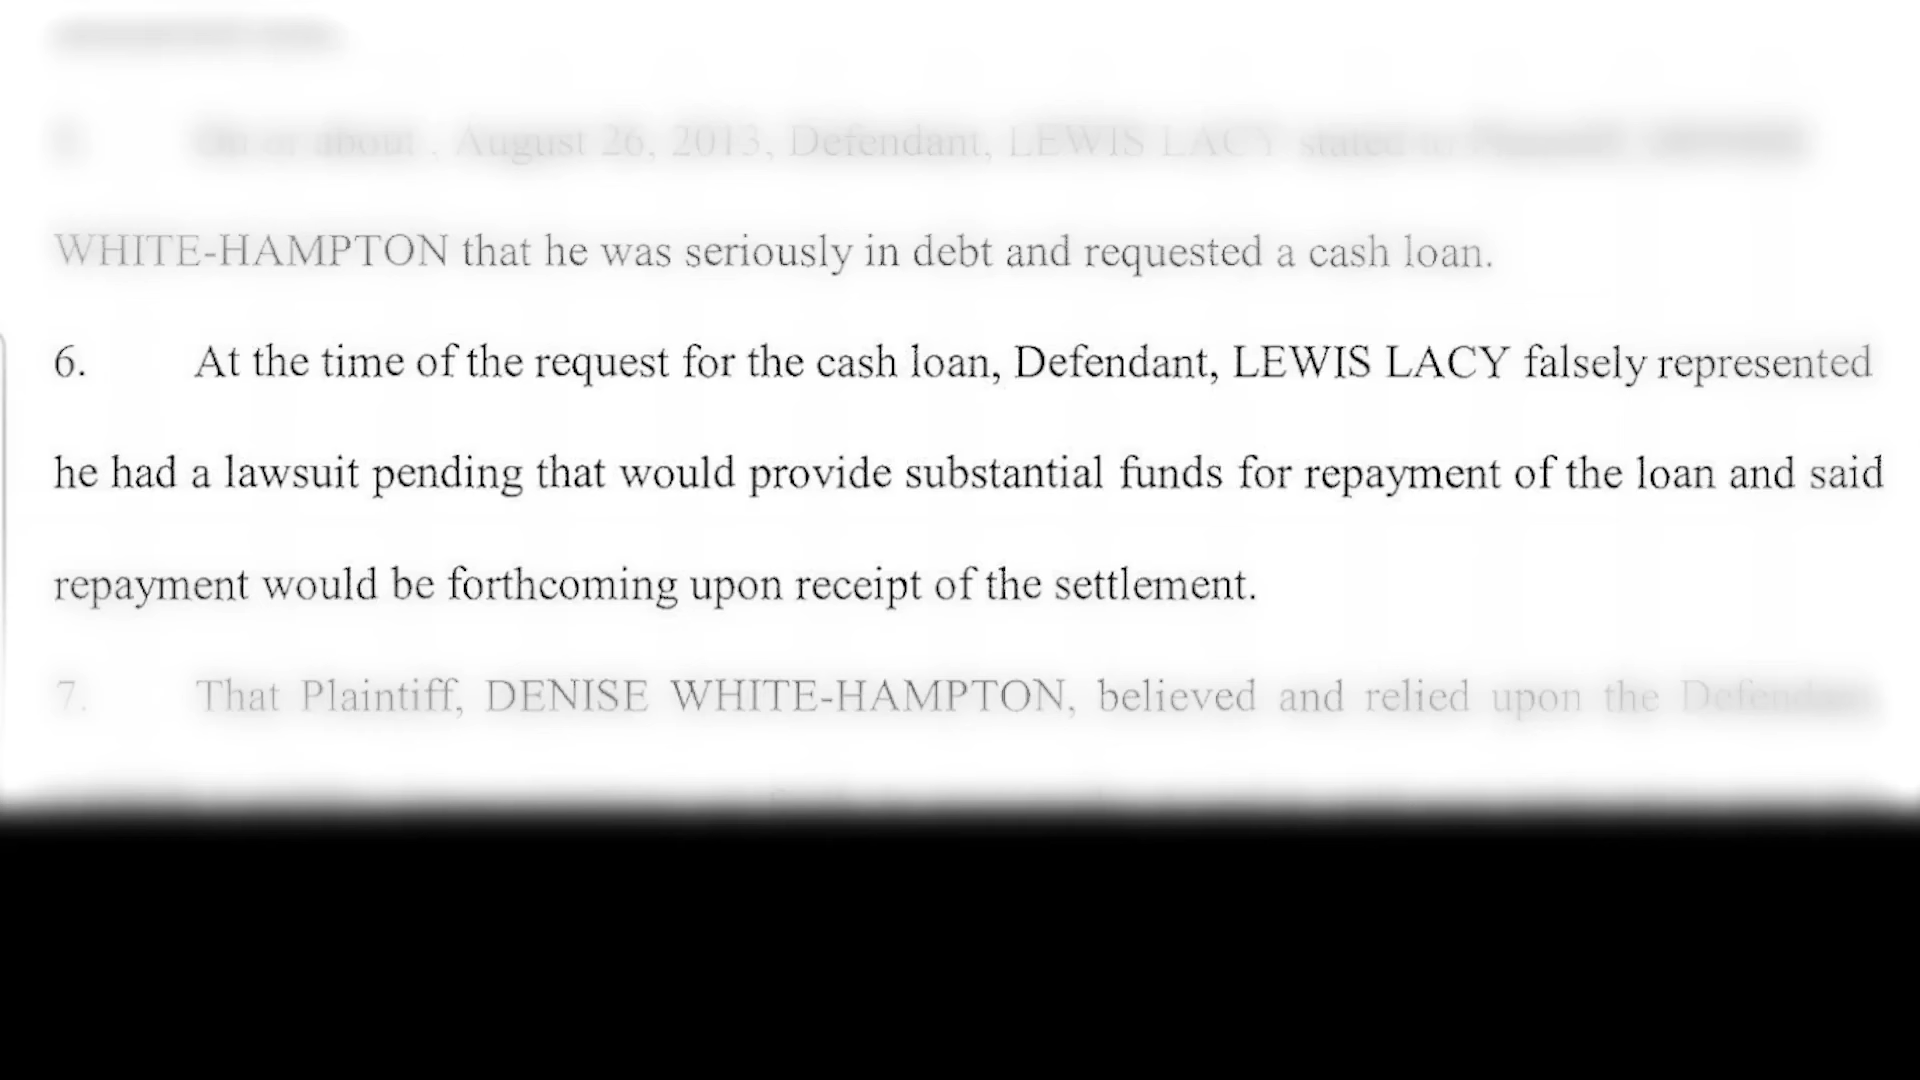 On or about , August 26, 2013, Defendant, LEWIS LACY stated to
WHITE-HAMPTON that he was seriously in debt and requested a cash loan.
6. At the time of the request for the cash loan, Defendant, LEWIS LACY falsely represented
he had a lawsuit pending that would provide substantial funds for repayment of the loan and said
repayment would be forthcoming upon receipt of the settlement.
7. That Plaintiff, DENISE WHITE-HAMPTON, believed and relied upon the Defendant